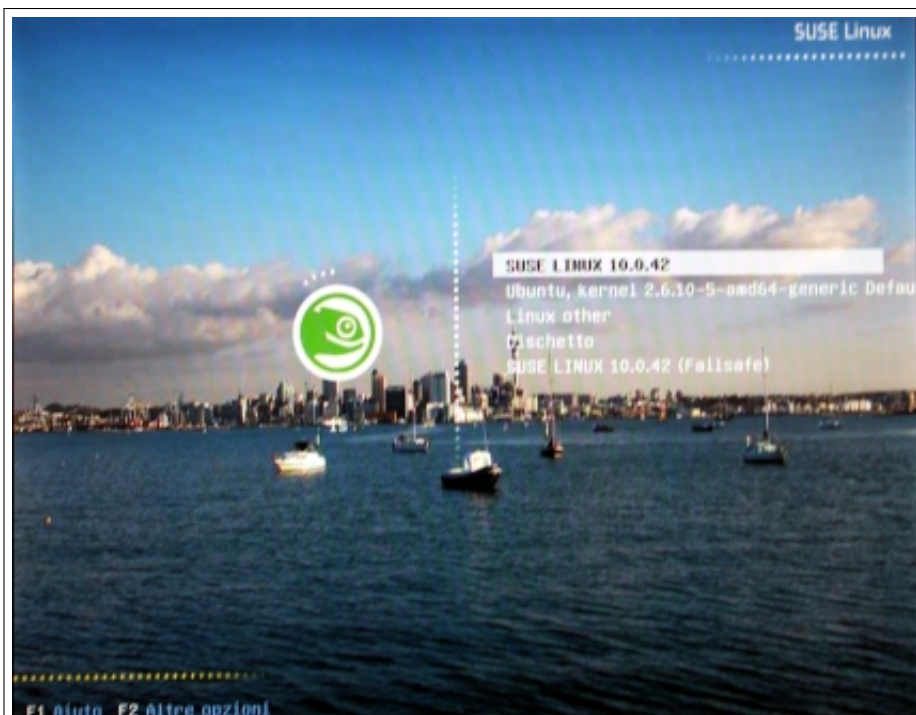 SUSE Linux
SUSE LINUX 10.0.42
Ubuntu, kernel 2.6.10-5-amd64-generic Defau
Linux other
Dischetto
SUSE LINUX 10.0.42 (Failsafe)
F1 Aiuto F2 Altre opzioni